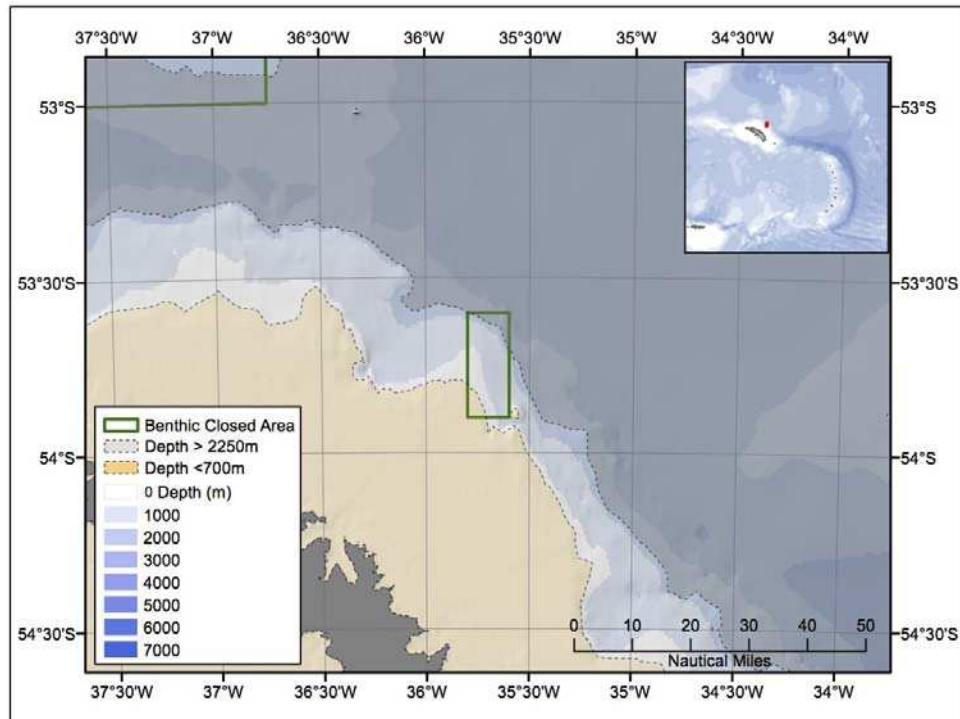 37°30'W 37°W 36°30'W 36°W 35°30'W 35°W 34°30'W 34°W
53°S 53°S
53°30'S 53°30'S
54°S 54°S
54°30'S 54°30'S
Benthic Closed Area
Depth > 2250m
Depth <700m
0 Depth (m)
1000
2000
3000
4000
5000
6000
7000
0 10 20 30 40 50
Nautical Miles
37°30'W 37°W 36°30'W 36°W 35°30'W 35°W 34°30'W 34°W